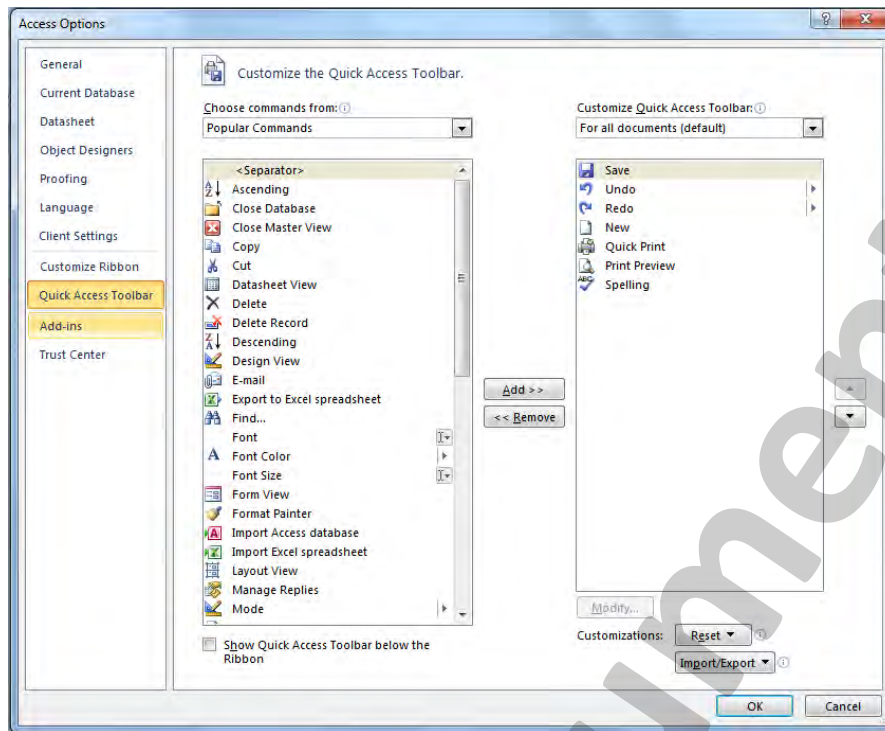 Access Options
General
Current Database
Datasheet
Object Designers
Proofing
Language
Client Settings
Customize Ribbon
Quick Access Toolbar
Add-ins
Trust Center
Customize the Quick Access Toolbar.
Choose commands from:
Popular Commands
<Separator>
Ascending
Close Database
Close Master View
Copy
Cut
Datasheet View
Delete
Delete Record
Descending
Design View
E-mail
Export to Excel spreadsheet
Find...
Font
Font Color
Font Size
Form View
Format Painter
Import Access database
Import Excel spreadsheet
Layout View
Manage Replies
Mode
Show Quick Access Toolbar below the
Ribbon
Add >>
<< Remove
Customize Quick Access Toolbar:
For all documents (default)
Save
Undo
Redo
New
Quick Print
Print Preview
Spelling
Modify...
Customizations:
Reset
Import/Export
OK
Cancel